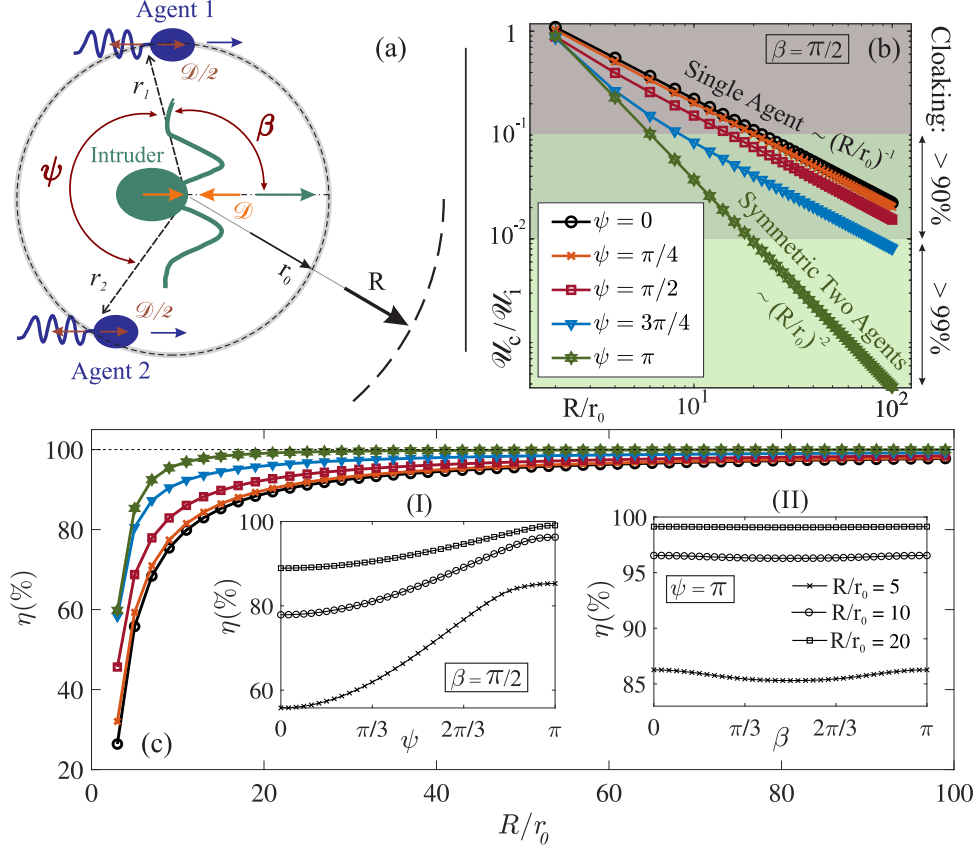 Agent 1
(a)
𝒟/2
r₁
β
ψ
Intruder
𝒟
r₀
R
r₂
𝒟/2
Agent 2
β = π/2
(b)
Cloaking:
1
10⁻¹
10⁻²
𝒰c/𝒰i
Single Agent ~ (R/r₀)⁻¹
Symmetric Two Agents
~ (R/r₀)⁻²
> 90%
> 99%
ψ = 0
ψ = π/4
ψ = π/2
ψ = 3π/4
ψ = π
R/r₀
10¹
10²
100
80
60
40
20
η(%)
(c)
0
20
40
60
80
100
R/r₀
(I)
100
80
60
η(%)
β = π/2
0
π/3
2π/3
π
ψ
(II)
100
95
90
85
η(%)
ψ = π
R/r₀ = 5
R/r₀ = 10
R/r₀ = 20
0
π/3
2π/3
π
β